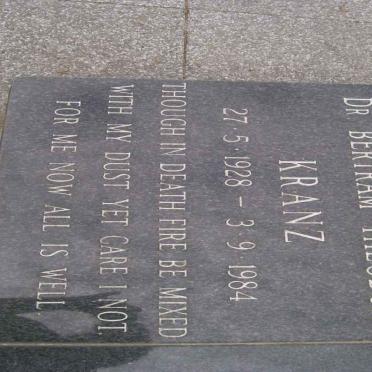 DR BERTRAM
KRANZ
27 · 5 · 1928 – 3 · 9 · 1984
THOUGH IN DEATH FIRE BE MIXED
WITH MY DUST YET CARE I NOT.
FOR ME NOW ALL IS WELL